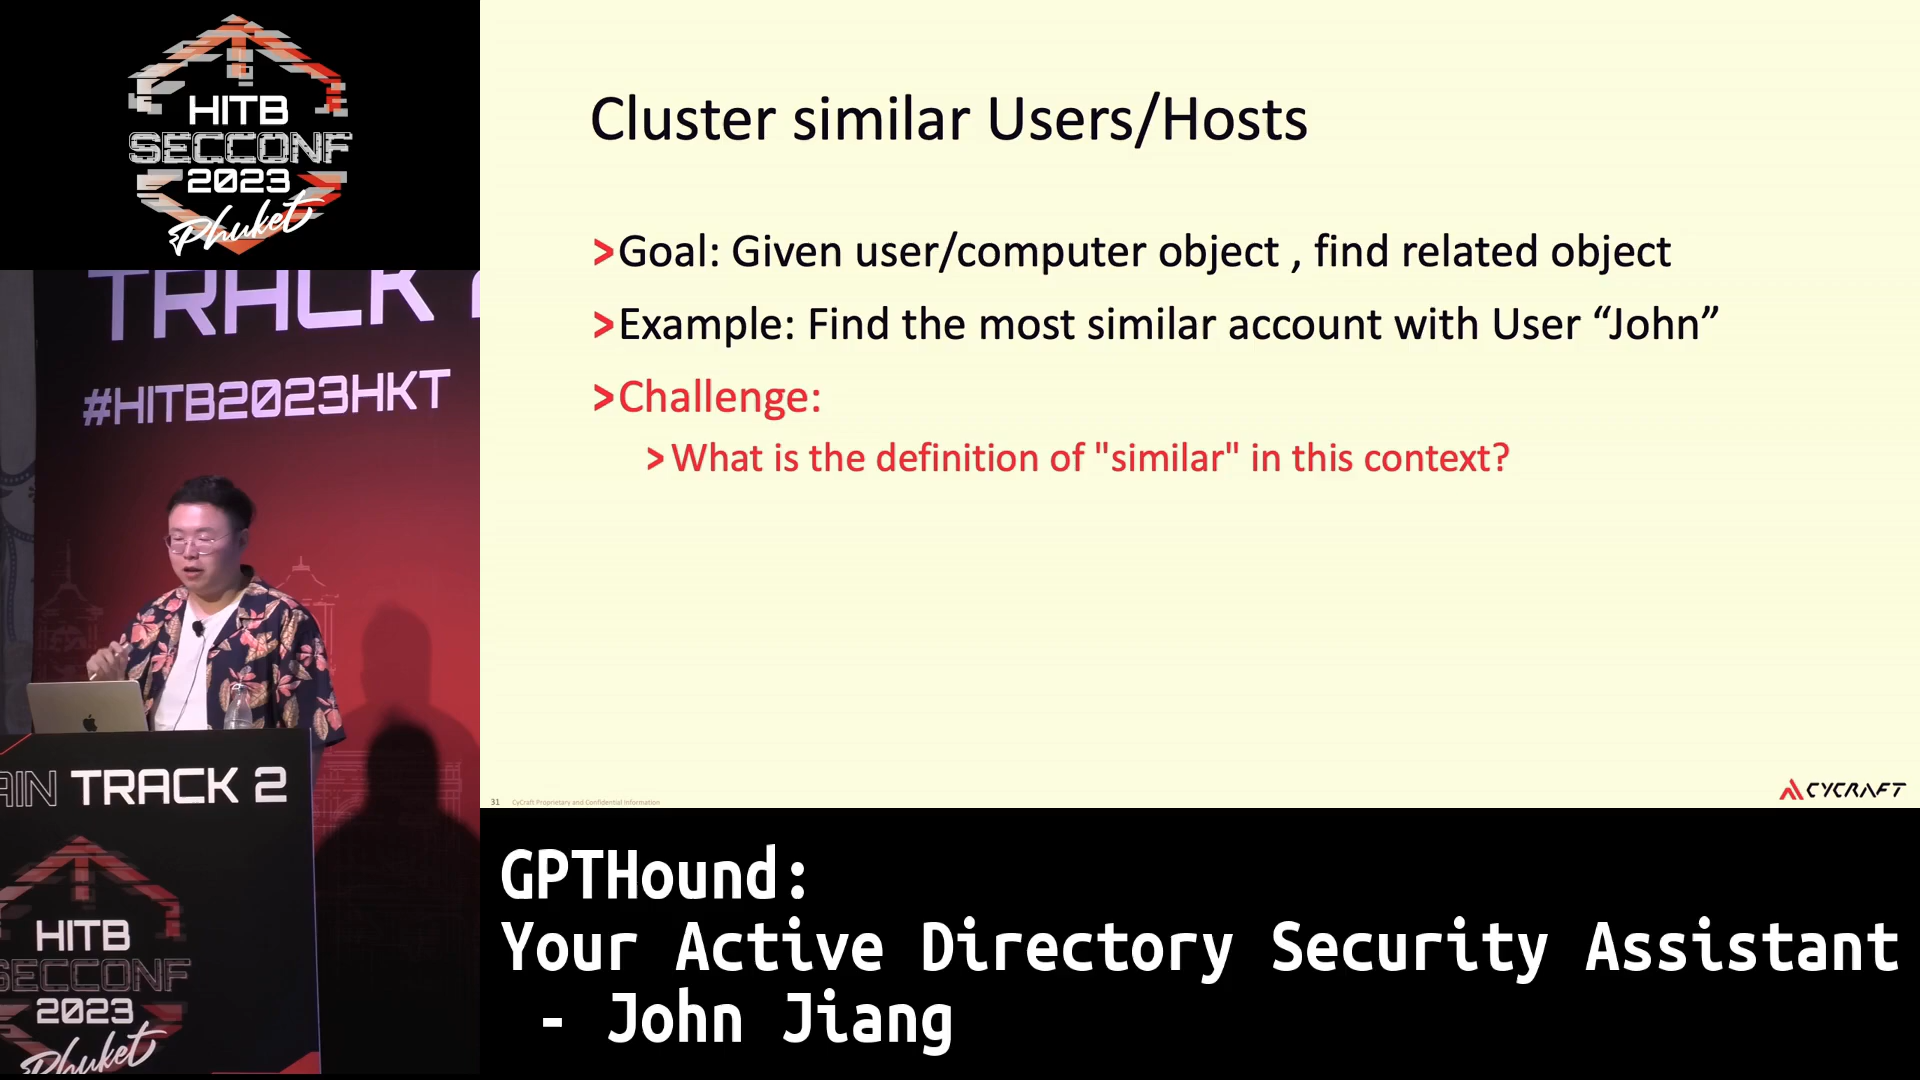 HITB
SECCONF
2023
Phuket
TRACK
#HITB2023HKT
AIN TRACK 2
HITB
SECCONF
2023
Phuket
Cluster similar Users/Hosts
>Goal: Given user/computer object , find related object
>Example: Find the most similar account with User “John”
>Challenge:
>What is the definition of "similar" in this context?
31 CyCraft Proprietary and Confidential Information
CYCRAFT
GPTHound:
Your Active Directory Security Assistant
- John Jiang